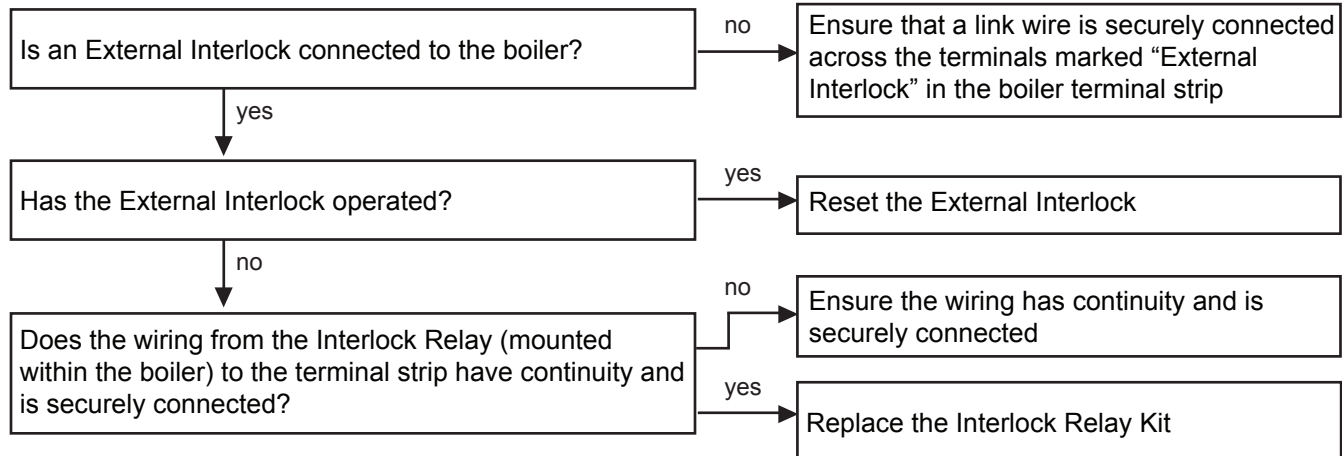 Is an External Interlock connected to the boiler?
no
Ensure that a link wire is securely connected
across the terminals marked “External
Interlock” in the boiler terminal strip
yes
Has the External Interlock operated?
yes
Reset the External Interlock
no
Does the wiring from the Interlock Relay (mounted
within the boiler) to the terminal strip have continuity and
is securely connected?
no
Ensure the wiring has continuity and is
securely connected
yes
Replace the Interlock Relay Kit